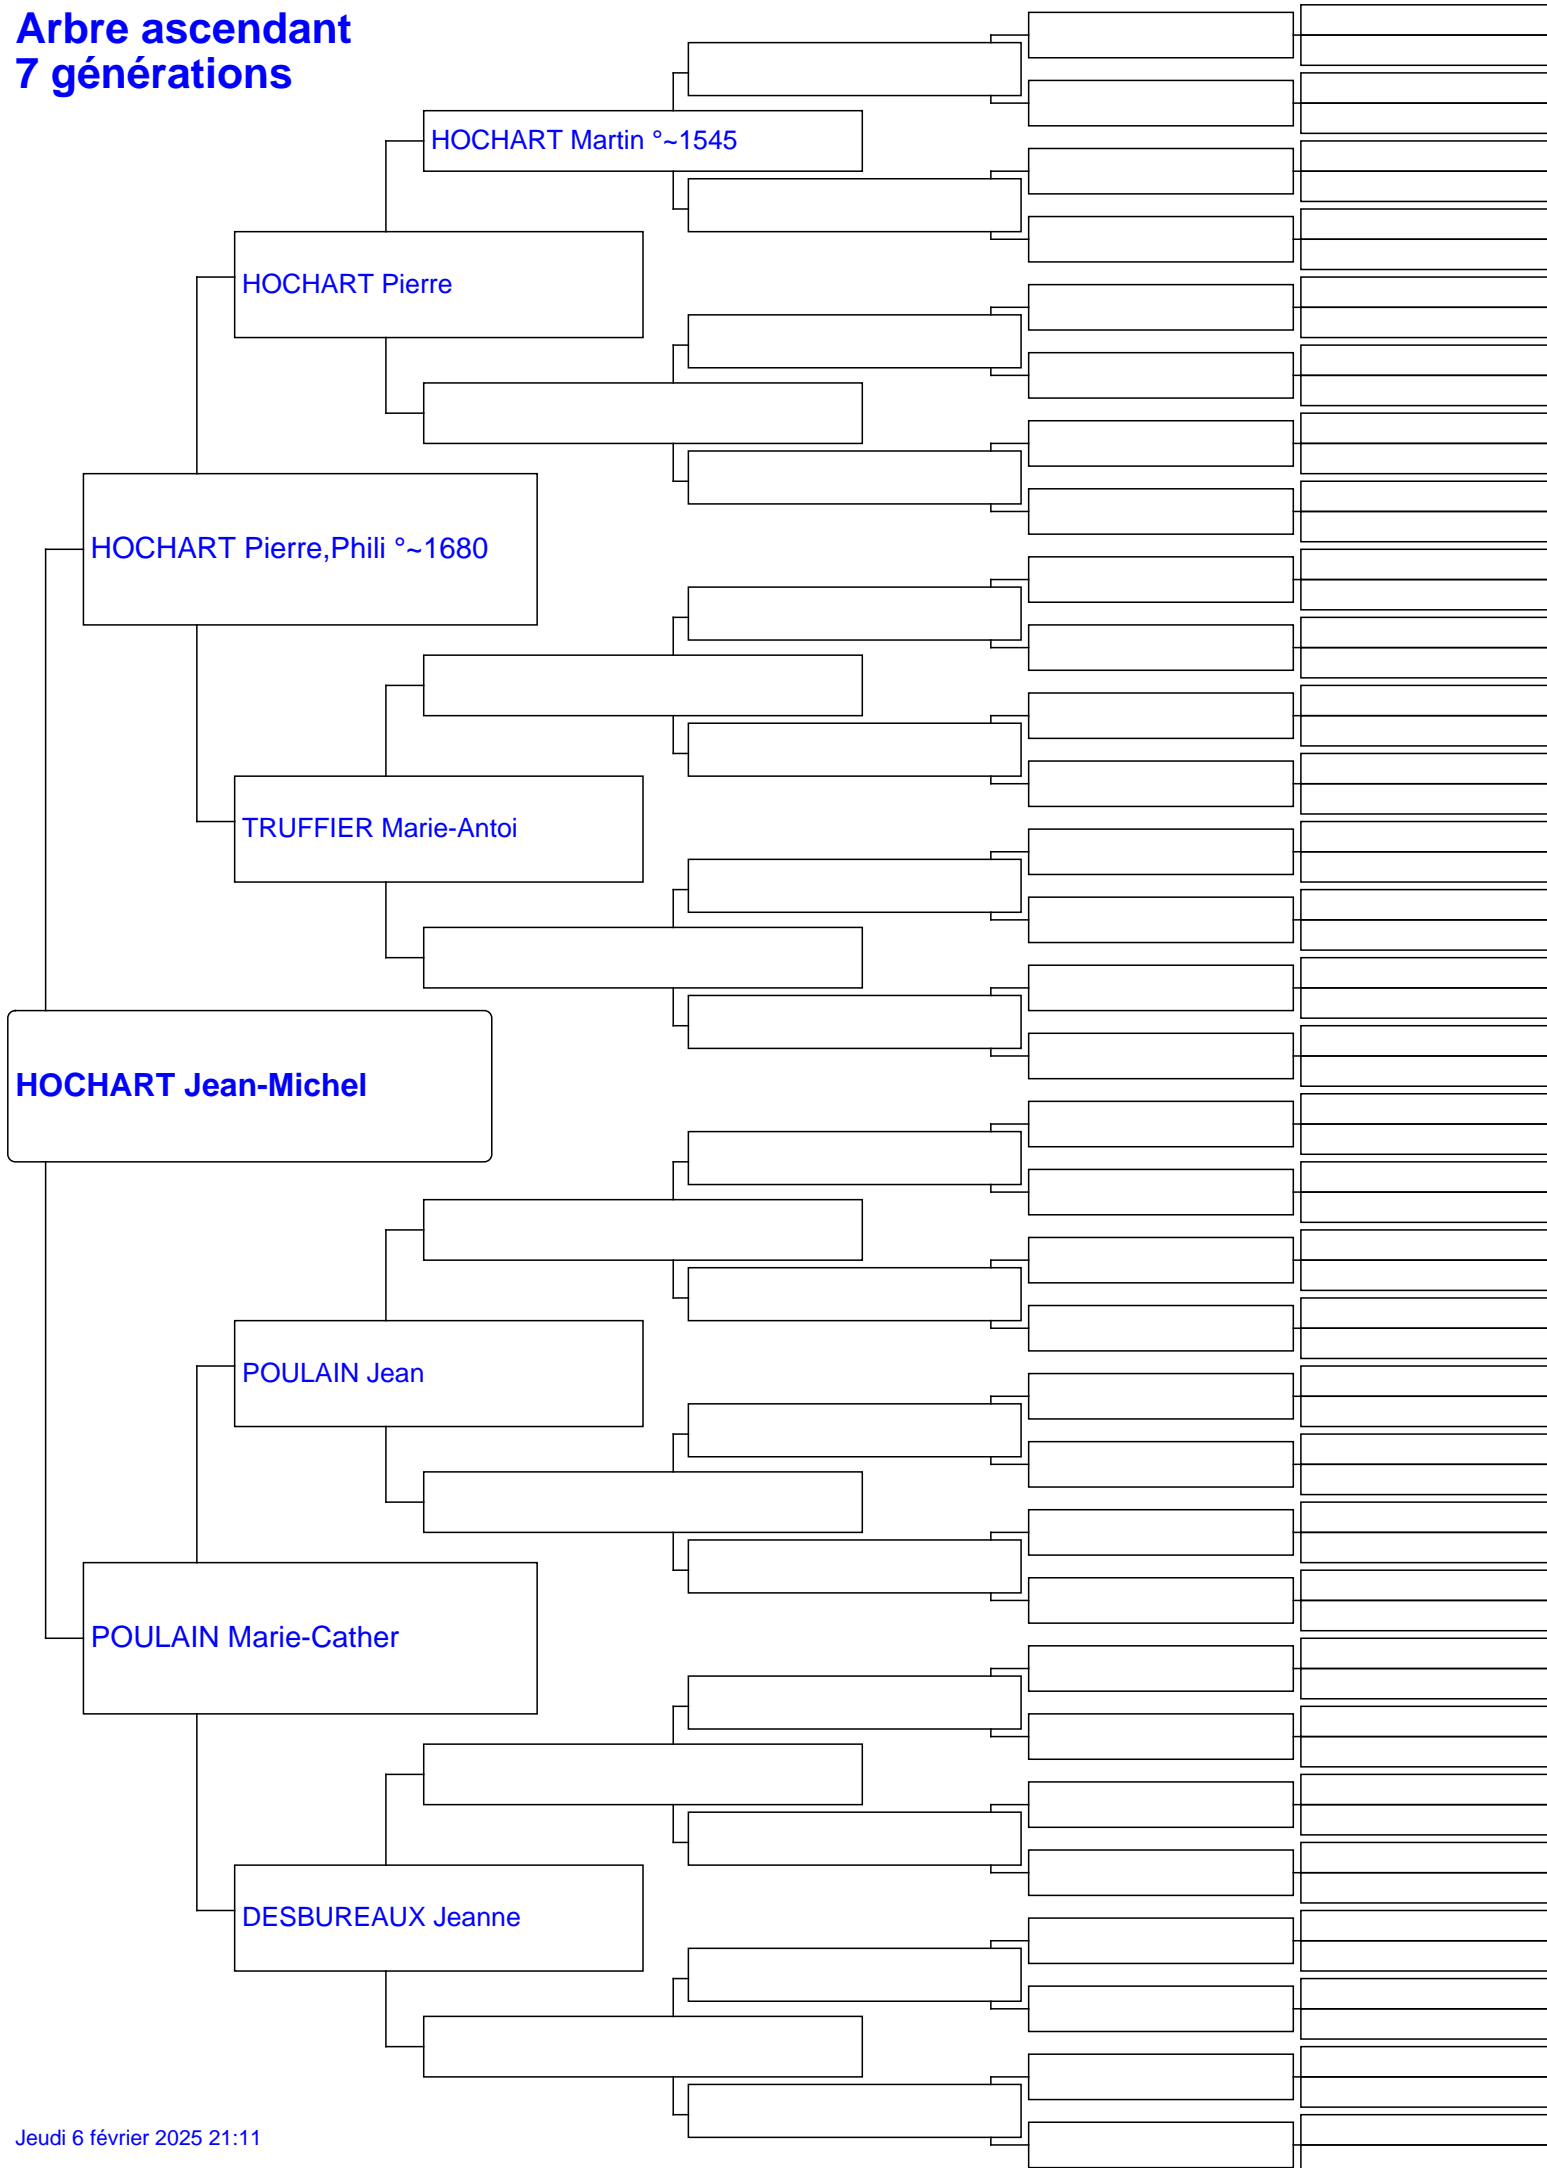 Arbre ascendant
7 générations
HOCHART Martin °~1545
HOCHART Pierre
HOCHART Pierre,Phili °~1680
TRUFFIER Marie-Antoi
HOCHART Jean-Michel
POULAIN Jean
POULAIN Marie-Cather
DESBUREAUX Jeanne
Jeudi 6 février 2025 21:11